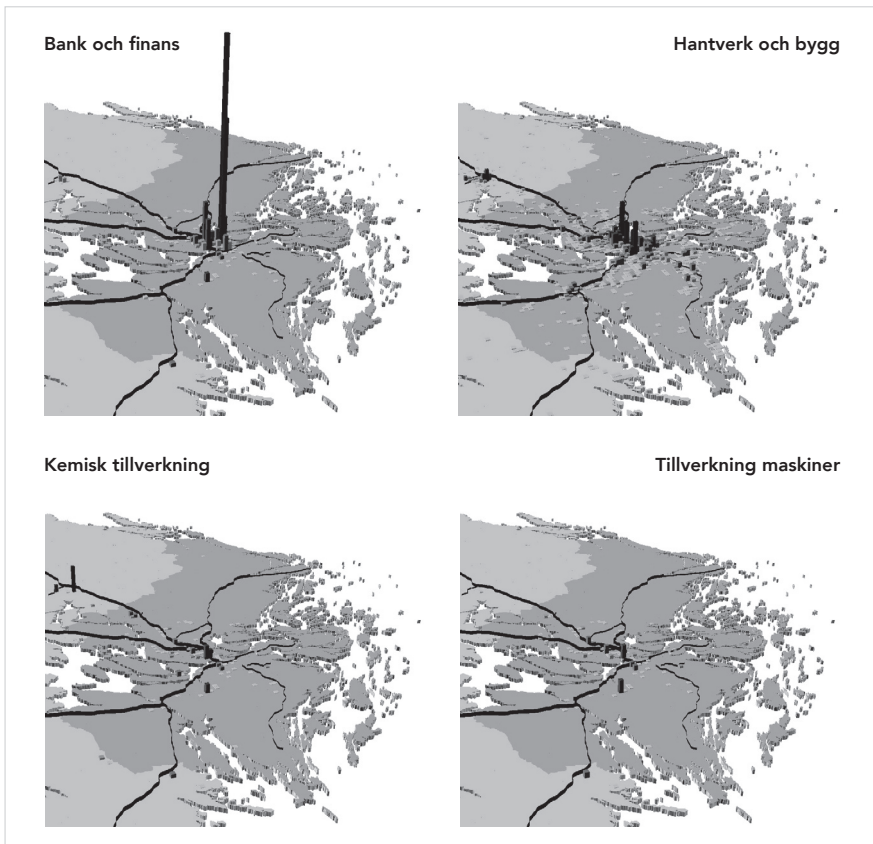 Bank och finans
Hantverk och bygg
Kemisk tillverkning
Tillverkning maskiner